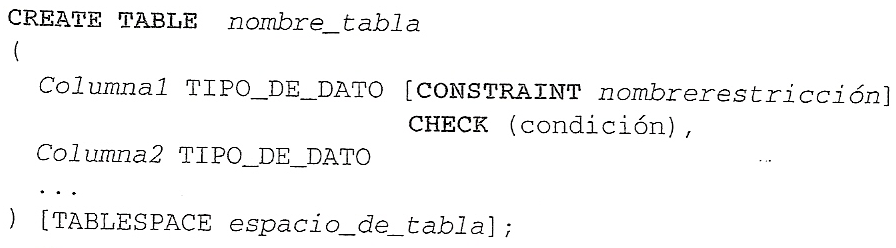 CREATE TABLE nombre_tabla
(
Columna1 TIPO_DE_DATO [CONSTRAINT nombrerestricción]
CHECK (condición),
Columna2 TIPO_DE_DATO
...
) [TABLESPACE espacio_de_tabla];